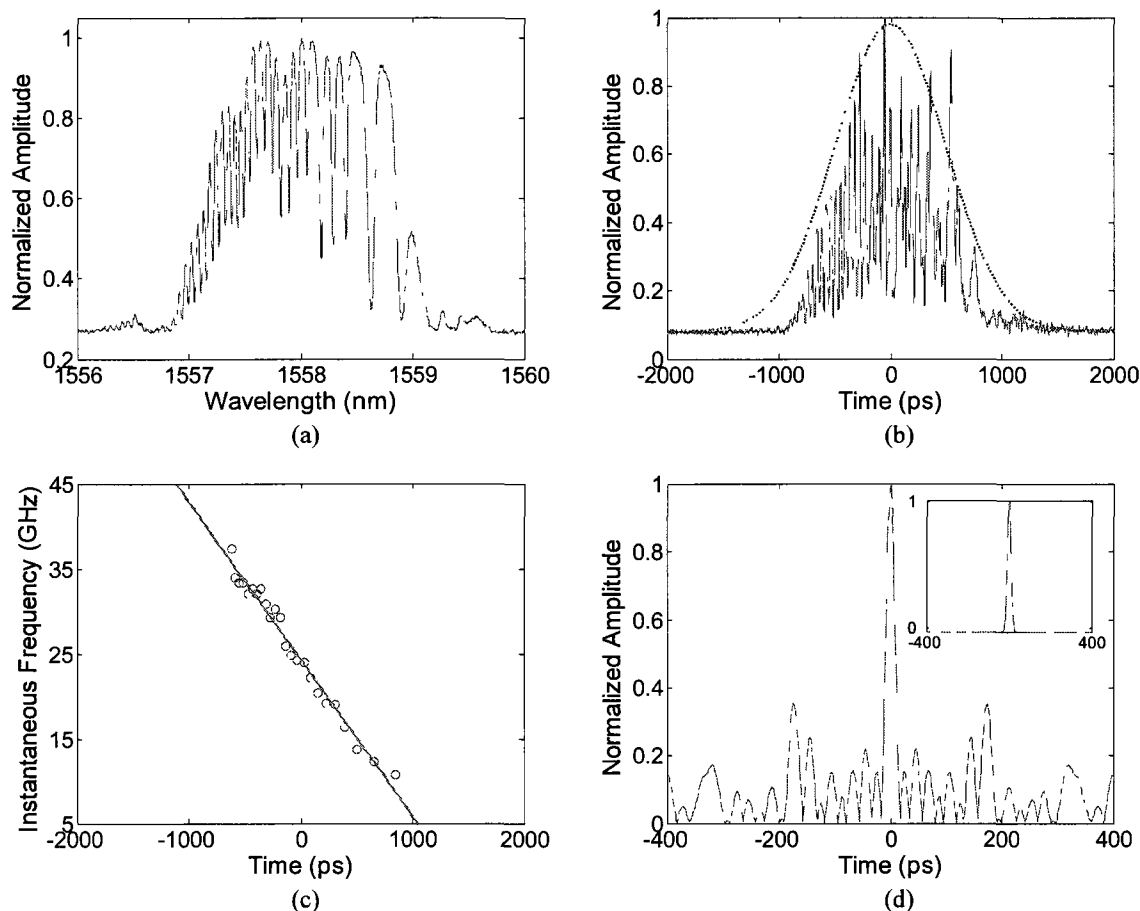 Normalized Amplitude
1
0.8
0.6
0.4
0.2
1556 1557 1558 1559 1560
Wavelength (nm)
(a)
Normalized Amplitude
1
0.8
0.6
0.4
0.2
0
-2000 -1000 0 1000 2000
Time (ps)
(b)
Instantaneous Frequency (GHz)
45
35
25
15
5
-2000 -1000 0 1000 2000
Time (ps)
(c)
Normalized Amplitude
1
0.8
0.6
0.4
0.2
0
-400 -200 0 200 400
Time (ps)
1
0
-400 400
(d)